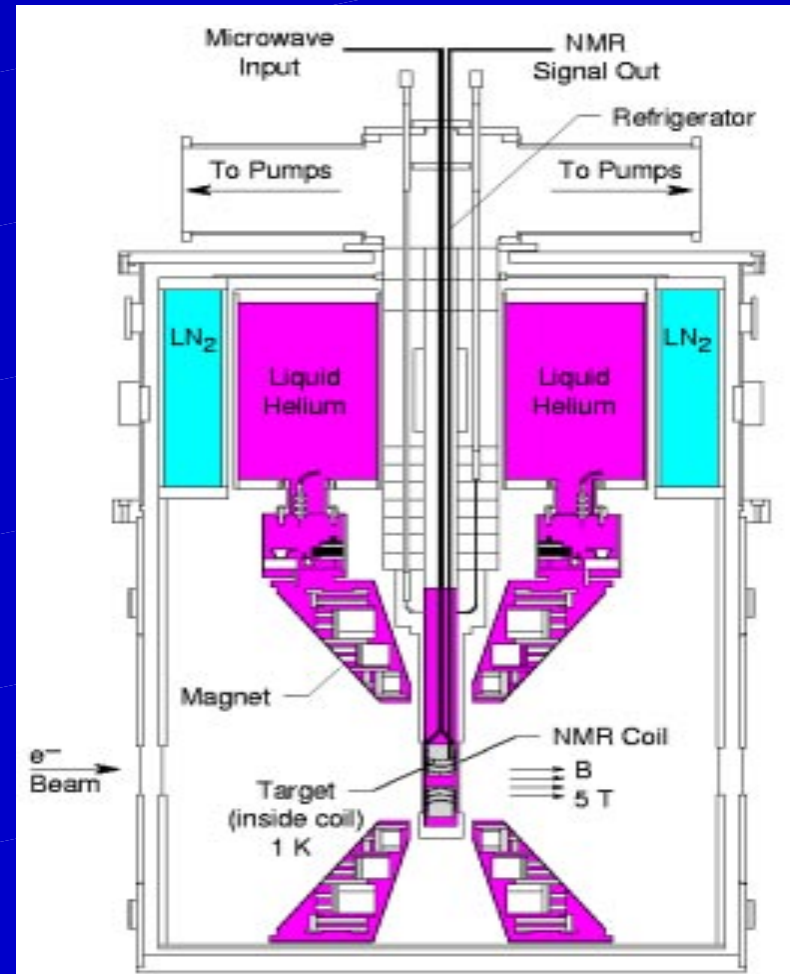 Microwave
Input
NMR
Signal Out
Refrigerator
To Pumps
To Pumps
LN2
Liquid
Helium
Liquid
Helium
LN2
Magnet
NMR Coil
e–
Beam
Target
(inside coil)
1 K
B
5 T